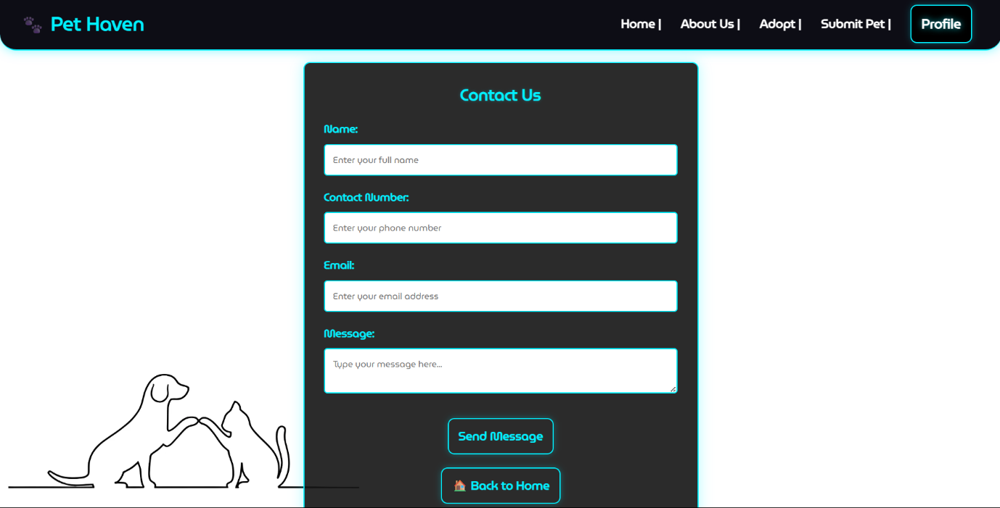 Pet Haven
Home | About Us | Adopt | Submit Pet | Profile
Contact Us
Name:
Enter your full name
Contact Number:
Enter your phone number
Email:
Enter your email address
Message:
Type your message here...
Send Message
Back to Home